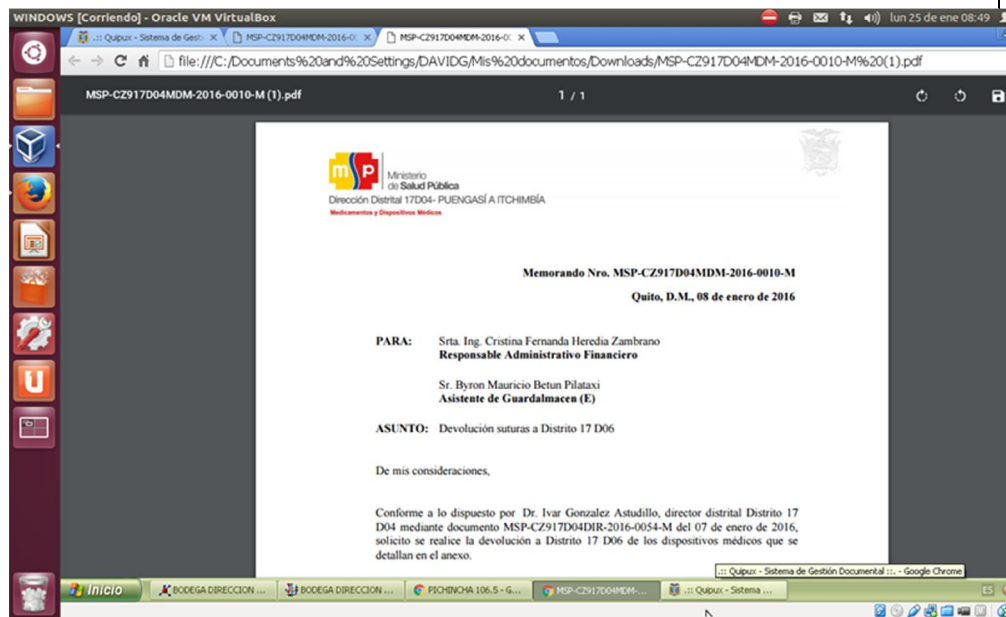 WINDOWS [Corriendo] - Oracle VM VirtualBox
lun 25 de ene 08:49
.:: Quipux - Sistema de Gesti
MSP-CZ917D04MDM-2016-0
MSP-CZ917D04MDM-2016-0
file:///C:/Documents%20and%20Settings/DAVIDG/Mis%20documentos/Downloads/MSP-CZ917D04MDM-2016-0010-M%20(1).pdf
MSP-CZ917D04MDM-2016-0010-M (1).pdf
1 / 1
m p
Ministerio
de Salud Pública
Dirección Distrital 17D04- PUENGASÍ A ITCHIMBÍA
Medicamentos y Dispositivos Médicos
Memorando Nro. MSP-CZ917D04MDM-2016-0010-M
Quito, D.M., 08 de enero de 2016
PARA: Srta. Ing. Cristina Fernanda Heredia Zambrano
Responsable Administrativo Financiero
Sr. Byron Mauricio Betun Pilataxi
Asistente de Guardalmacen (E)
ASUNTO: Devolución suturas a Distrito 17 D06
De mis consideraciones,
Conforme a lo dispuesto por Dr. Ivar Gonzalez Astudillo, director distrital Distrito 17
D04 mediante documento MSP-CZ917D04DIR-2016-0054-M del 07 de enero de 2016,
solicito se realice la devolución a Distrito 17 D06 de los dispositivos médicos que se
detallan en el anexo.
.:: Quipux - Sistema de Gestión Documental ::. - Google Chrome
Inicio
BODEGA DIRECCION ...
BODEGA DIRECCION ...
PICHINCHA 106.5 - G...
MSP-CZ917D04MDM-...
.:: Quipux - Sistema ...
ES